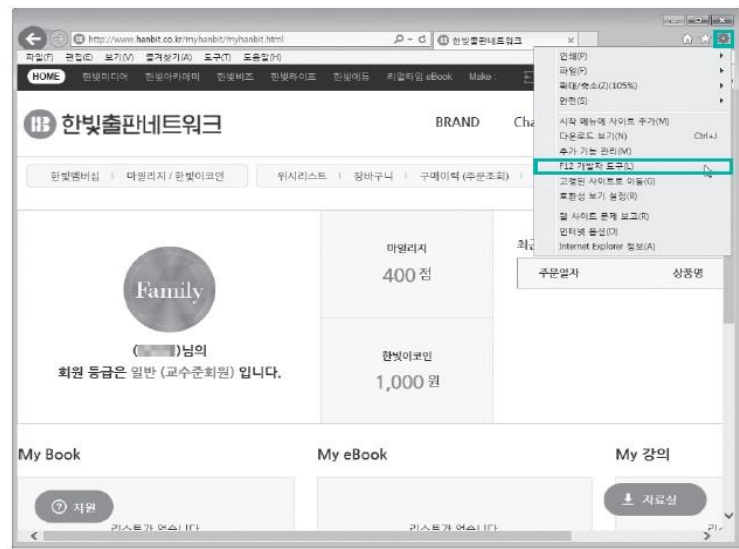 http://www.hanbit.co.kr/myhanbit/myhanbit.html
한빛출판네트워크
파일(F) 편집(E) 보기(V) 즐겨찾기(A) 도구(T) 도움말(H)
HOME 한빛미디어 한빛아카데미 한빛비즈 한빛라이프 한빛에듀 리얼타임 eBook Make :
한빛출판네트워크
BRAND
한빛멤버십 마일리지 / 한빛이코인 위시리스트 장바구니 구매이력 (주문조회)
인쇄(P)
파일(F)
확대/축소(Z)(105%)
안전(S)
시작 메뉴에 사이트 추가(M)
다운로드 보기(N) Ctrl+J
추가 기능 관리(M)
F12 개발자 도구(L)
고정된 사이트로 이동(G)
호환성 보기 설정(B)
웹 사이트 문제 보고(R)
인터넷 옵션(O)
Internet Explorer 정보(A)
Family
( )님의
회원 등급은 일반 (교수준회원) 입니다.
마일리지
400 점
한빛이코인
1,000 원
주문일자 상품명
My Book
My eBook
My 강의
지원
자료실
리스트가 없습니다
리스트가 없습니다